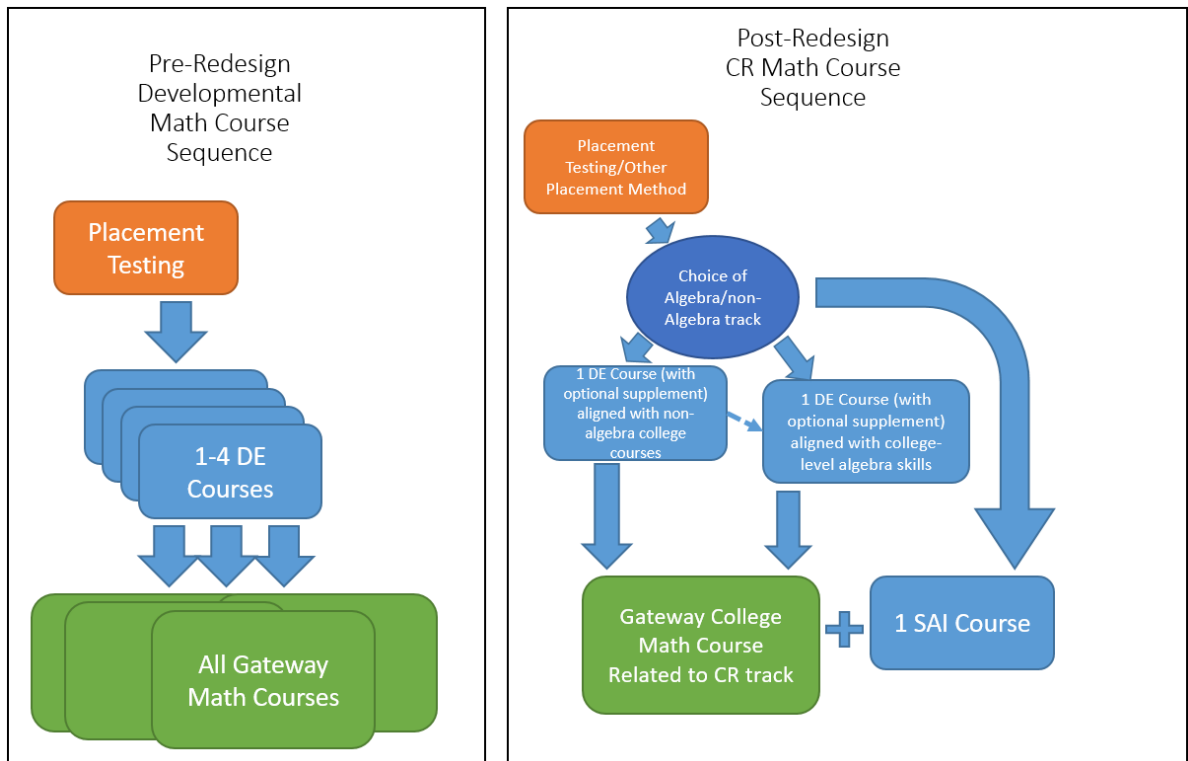 Pre-Redesign
Developmental
Math Course
Sequence
Placement
Testing
1-4 DE
Courses
All Gateway
Math Courses
Post-Redesign
CR Math Course
Sequence
Placement
Testing/Other
Placement Method
Choice of
Algebra/non-
Algebra track
1 DE Course (with
optional supplement)
aligned with non-
algebra college
courses
1 DE Course (with
optional supplement)
aligned with college-
level algebra skills
Gateway College
Math Course
Related to CR track
1 SAI Course